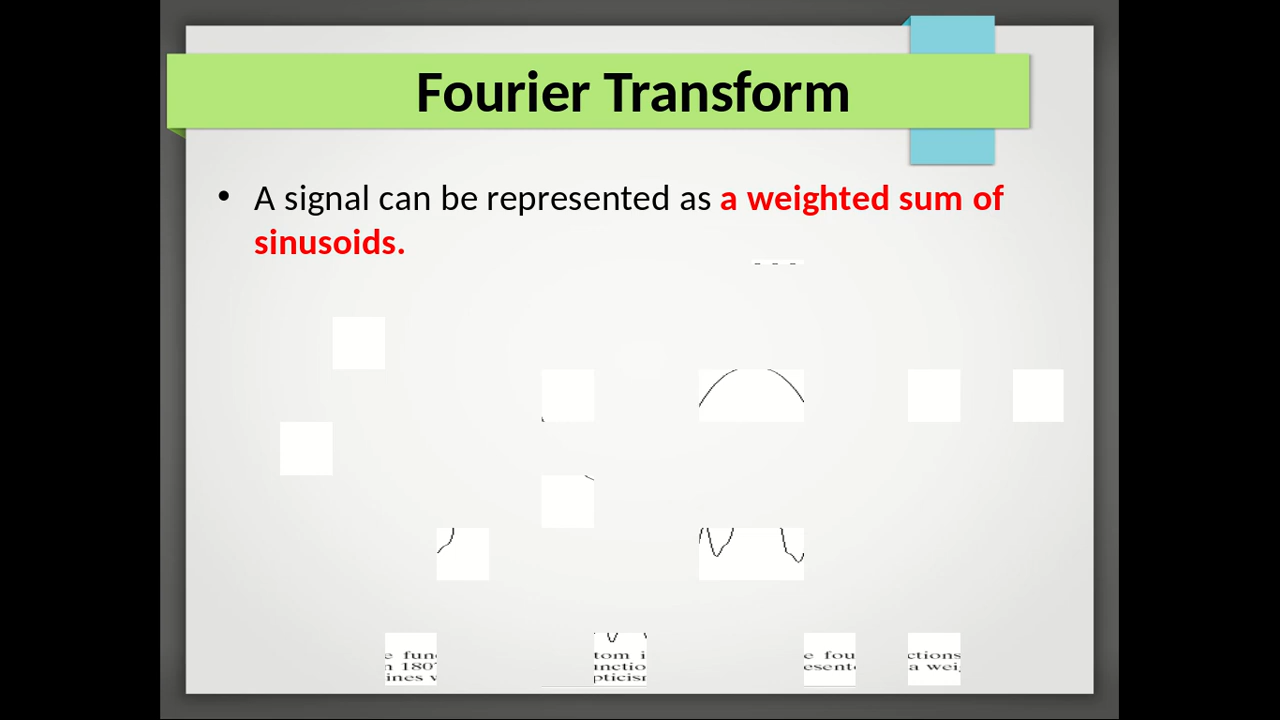 Fourier Transform
• A signal can be represented as a weighted sum of
sinusoids.